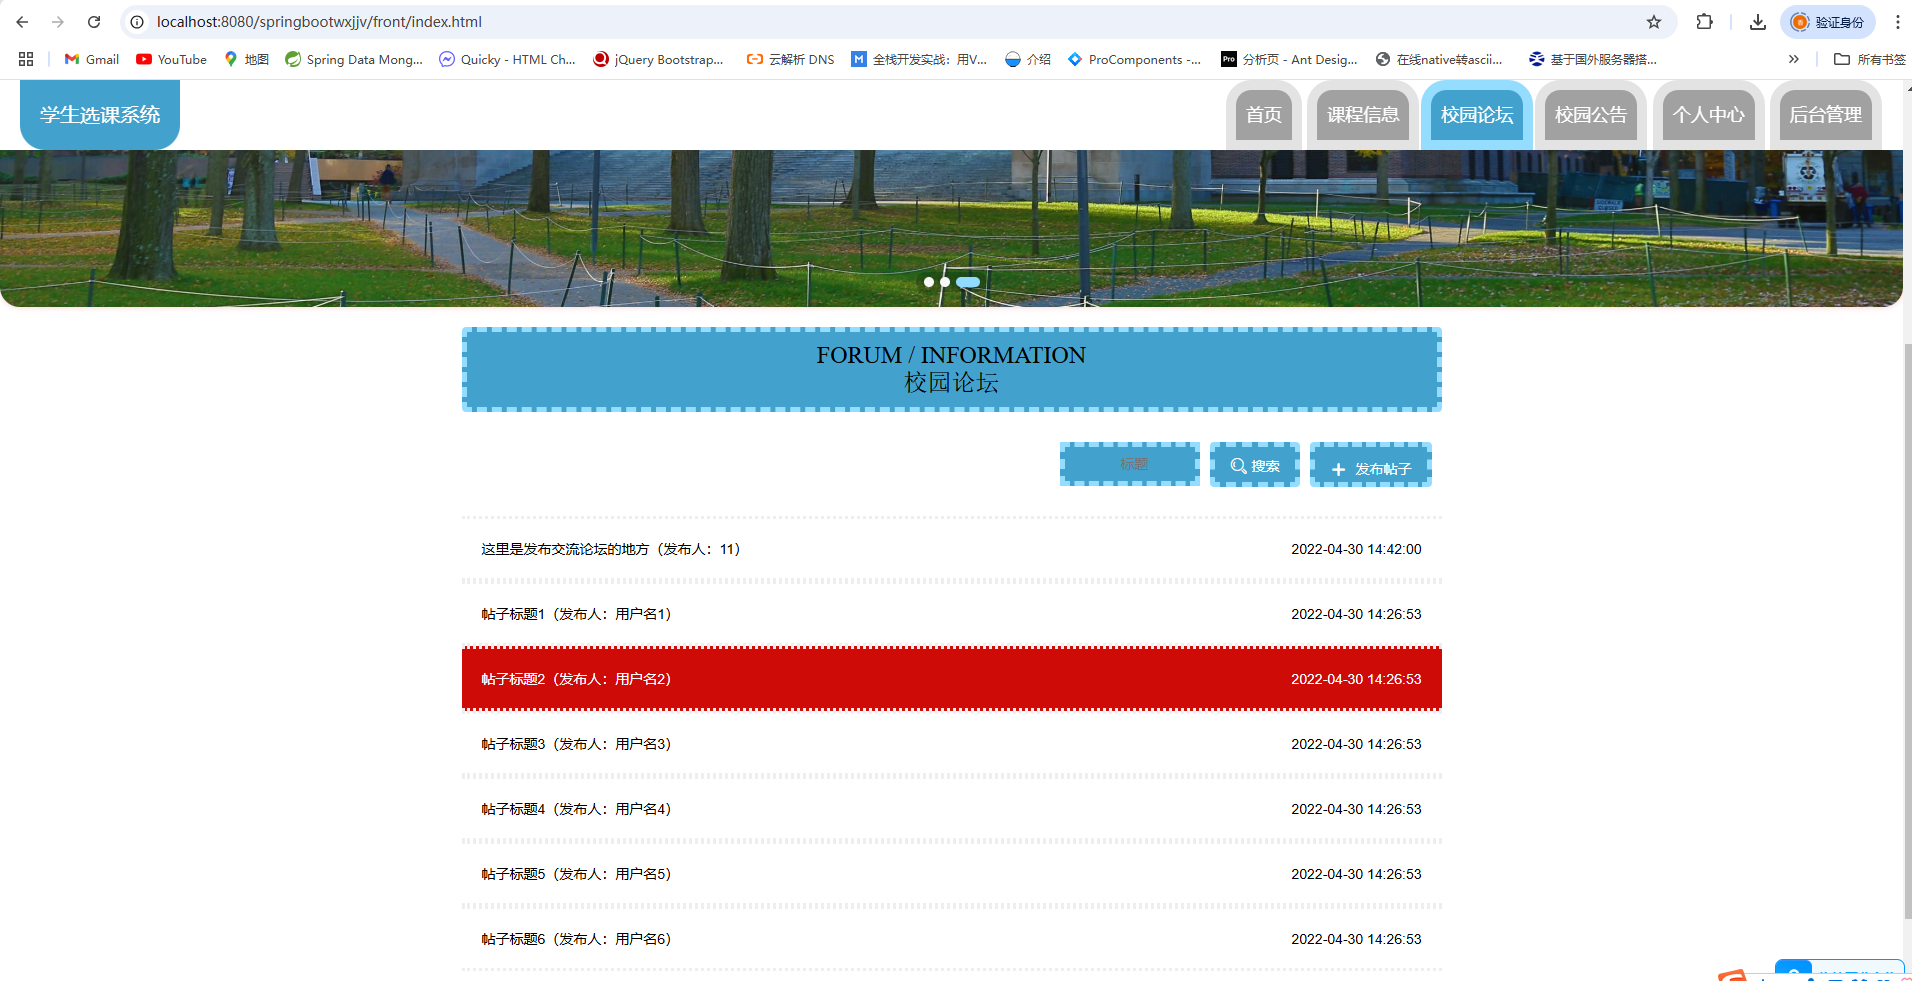 localhost:8080/springbootwxjjv/front/index.html
验证身份
Gmail
YouTube
地图
Spring Data Mong...
Quicky - HTML Ch...
jQuery Bootstrap...
云解析 DNS
全栈开发实战：用V...
介绍
ProComponents -...
Pro
分析页 - Ant Desig...
在线native转ascii...
基于国外服务器搭...
所有书签
学生选课系统
首页
课程信息
校园论坛
校园公告
个人中心
后台管理
FORUM / INFORMATION
校园论坛
标题
搜索
发布帖子
这里是发布交流论坛的地方（发布人：11） 2022-04-30 14:42:00
帖子标题1（发布人：用户名1） 2022-04-30 14:26:53
帖子标题2（发布人：用户名2） 2022-04-30 14:26:53
帖子标题3（发布人：用户名3） 2022-04-30 14:26:53
帖子标题4（发布人：用户名4） 2022-04-30 14:26:53
帖子标题5（发布人：用户名5） 2022-04-30 14:26:53
帖子标题6（发布人：用户名6） 2022-04-30 14:26:53